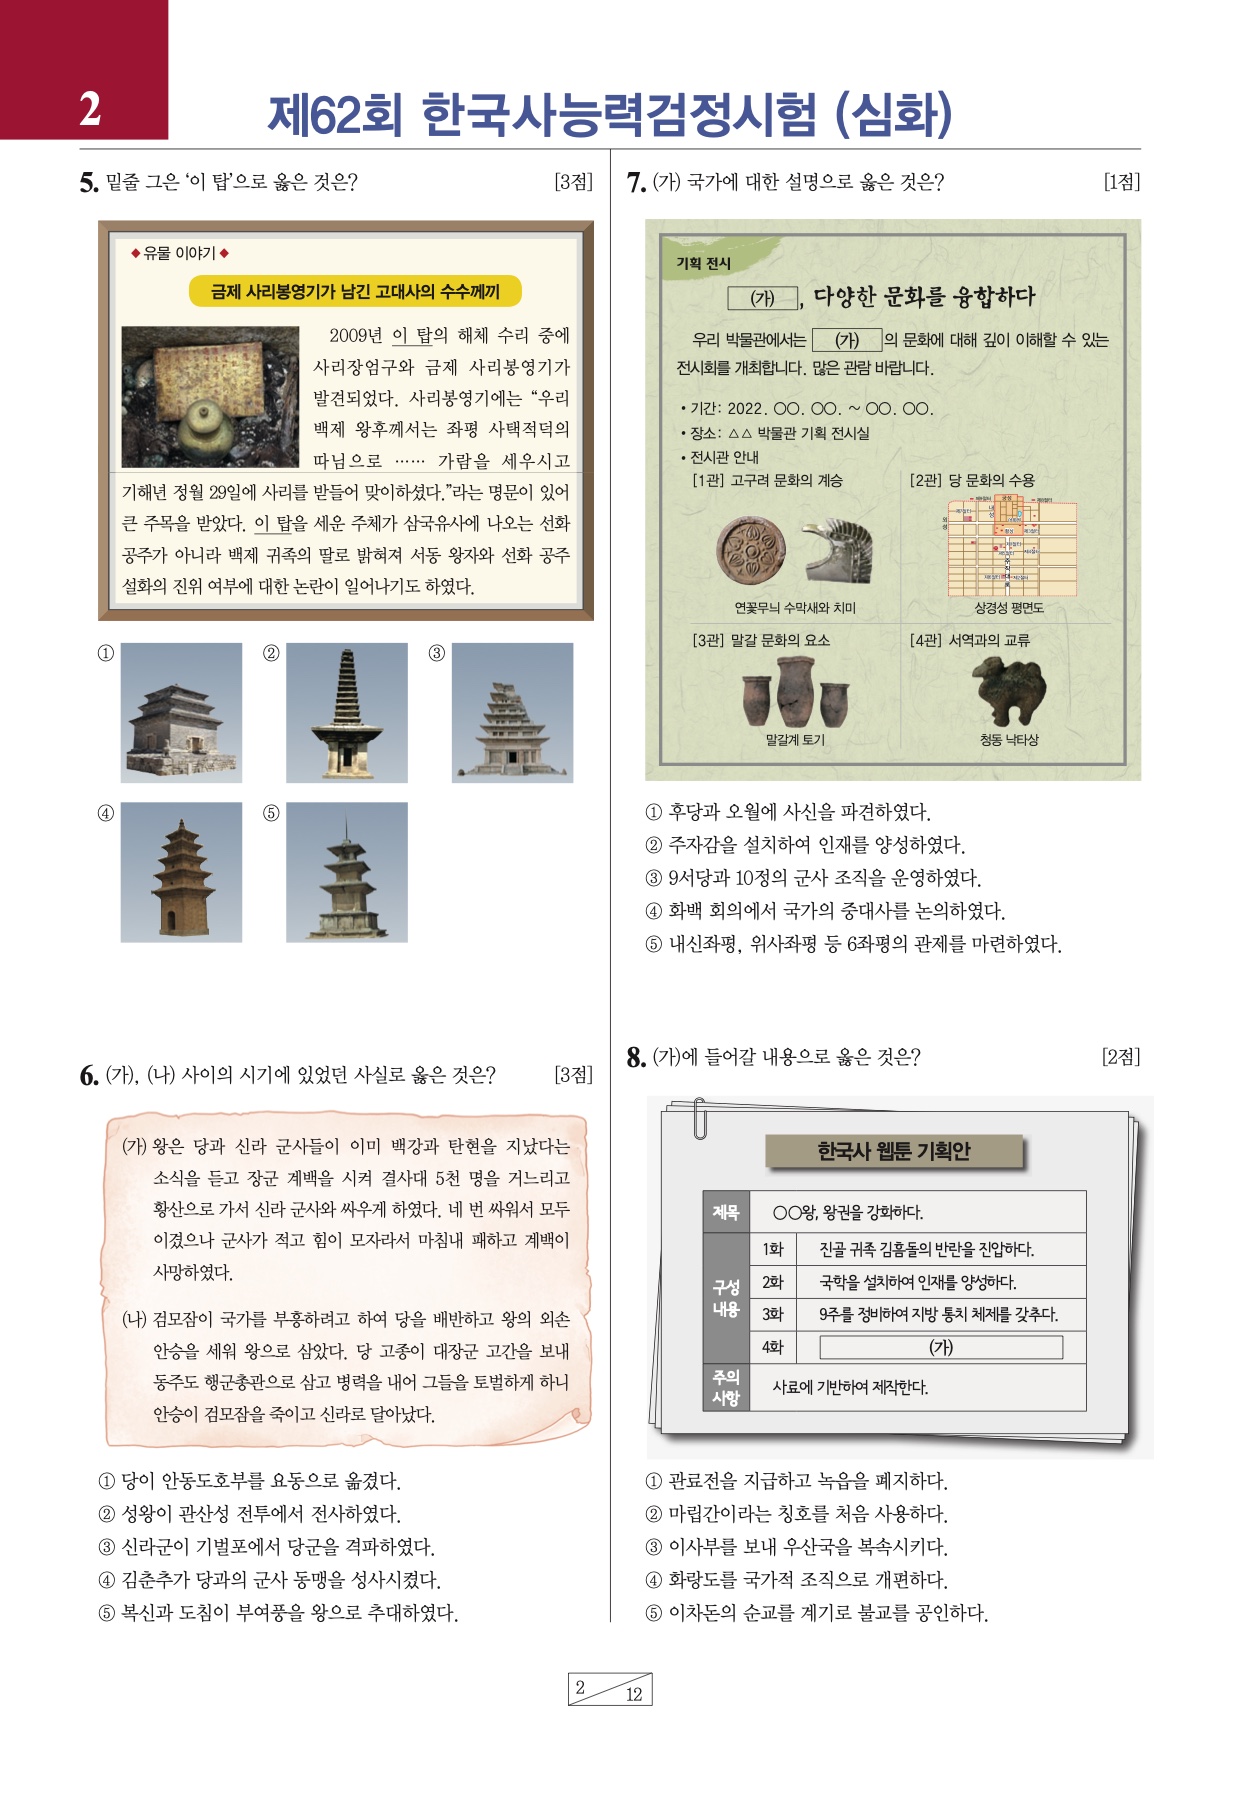 2
제62회 한국사능력검정시험 (심화)
5. 밑줄 그은 ‘이 탑’으로 옳은 것은? [3점]
◆ 유물 이야기 ◆
금제 사리봉영기가 남긴 고대사의 수수께끼
2009년 이 탑의 해체 수리 중에
사리장엄구와 금제 사리봉영기가
발견되었다. 사리봉영기에는 “우리
백제 왕후께서는 좌평 사택적덕의
따님으로 …… 가람을 세우시고
기해년 정월 29일에 사리를 받들어 맞이하셨다.”라는 명문이 있어
큰 주목을 받았다. 이 탑을 세운 주체가 삼국유사에 나오는 선화
공주가 아니라 백제 귀족의 딸로 밝혀져 서동 왕자와 선화 공주
설화의 진위 여부에 대한 논란이 일어나기도 하였다.
① ② ③
④ ⑤
6. (가), (나) 사이의 시기에 있었던 사실로 옳은 것은? [3점]
(가) 왕은 당과 신라 군사들이 이미 백강과 탄현을 지났다는
소식을 듣고 장군 계백을 시켜 결사대 5천 명을 거느리고
황산으로 가서 신라 군사와 싸우게 하였다. 네 번 싸워서 모두
이겼으나 군사가 적고 힘이 모자라서 마침내 패하고 계백이
사망하였다.
(나) 검모잠이 국가를 부흥하려고 하여 당을 배반하고 왕의 외손
안승을 세워 왕으로 삼았다. 당 고종이 대장군 고간을 보내
동주도 행군총관으로 삼고 병력을 내어 그들을 토벌하게 하니
안승이 검모잠을 죽이고 신라로 달아났다.
① 당이 안동도호부를 요동으로 옮겼다.
② 성왕이 관산성 전투에서 전사하였다.
③ 신라군이 기벌포에서 당군을 격파하였다.
④ 김춘추가 당과의 군사 동맹을 성사시켰다.
⑤ 복신과 도침이 부여풍을 왕으로 추대하였다.
7. (가) 국가에 대한 설명으로 옳은 것은? [1점]
기획 전시
(가) , 다양한 문화를 융합하다
우리 박물관에서는 (가) 의 문화에 대해 깊이 이해할 수 있는
전시회를 개최합니다. 많은 관람 바랍니다.
• 기간: 2022. ○○. ○○. ~ ○○. ○○.
• 장소: △△ 박물관 기획 전시실
• 전시관 안내
[1관] 고구려 문화의 계승 [2관] 당 문화의 수용
연꽃무늬 수막새와 치미 상경성 평면도
[3관] 말갈 문화의 요소 [4관] 서역과의 교류
말갈계 토기 청동 낙타상
① 후당과 오월에 사신을 파견하였다.
② 주자감을 설치하여 인재를 양성하였다.
③ 9서당과 10정의 군사 조직을 운영하였다.
④ 화백 회의에서 국가의 중대사를 논의하였다.
⑤ 내신좌평, 위사좌평 등 6좌평의 관제를 마련하였다.
8. (가)에 들어갈 내용으로 옳은 것은? [2점]
한국사 웹툰 기획안
제목 ○○왕, 왕권을 강화하다.
구성 내용
1화 진골 귀족 김흠돌의 반란을 진압하다.
2화 국학을 설치하여 인재를 양성하다.
3화 9주를 정비하여 지방 통치 체제를 갖추다.
4화 (가)
주의 사항 사료에 기반하여 제작한다.
① 관료전을 지급하고 녹읍을 폐지하다.
② 마립간이라는 칭호를 처음 사용하다.
③ 이사부를 보내 우산국을 복속시키다.
④ 화랑도를 국가적 조직으로 개편하다.
⑤ 이차돈의 순교를 계기로 불교를 공인하다.
2 12